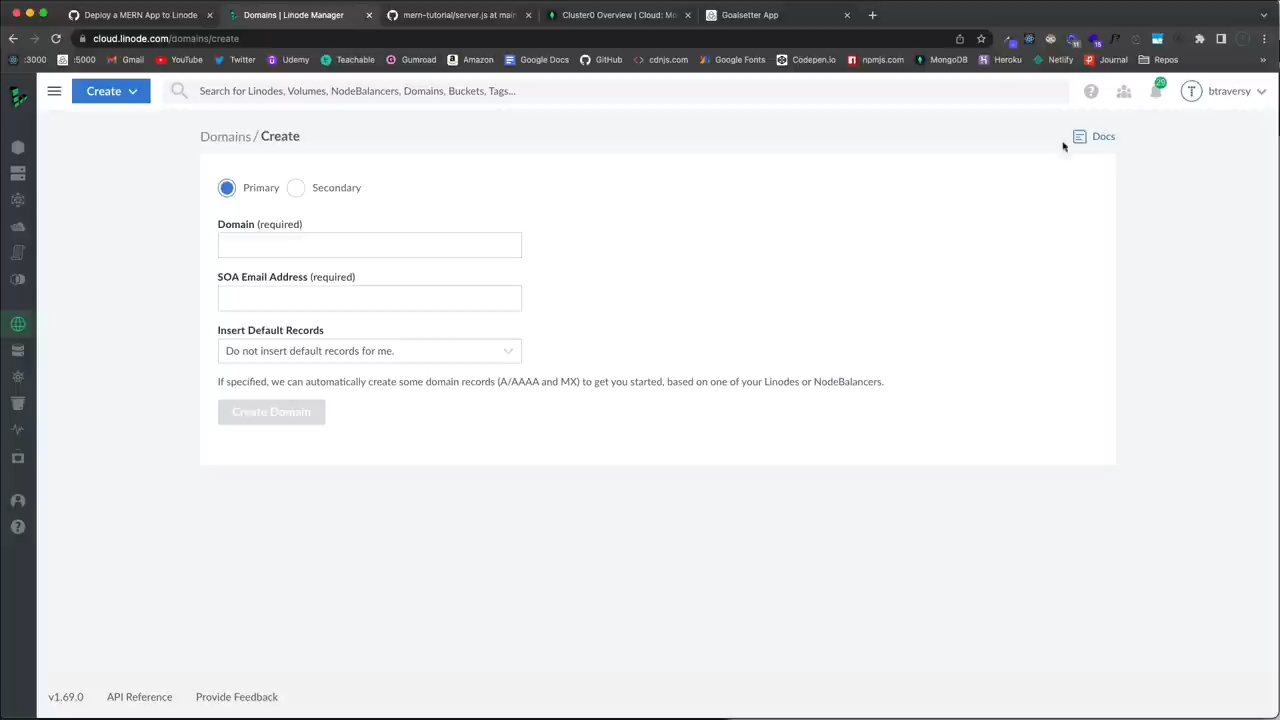 Deploy a MERN App to Linode
Domains | Linode Manager
mern-tutorial/server.js at main
Cluster0 Overview | Cloud: Mo
Goalsetter App
cloud.linode.com/domains/create
:3000
:5000
Gmail
YouTube
Twitter
Udemy
Teachable
Gumroad
Amazon
Google Docs
GitHub
cdnjs.com
Google Fonts
Codepen.io
npmjs.com
MongoDB
Heroku
Netlify
Journal
Repos
Create
Search for Linodes, Volumes, NodeBalancers, Domains, Buckets, Tags...
29
T
btraversy
Domains / Create
Docs
Primary
Secondary
Domain (required)
SOA Email Address (required)
Insert Default Records
Do not insert default records for me.
If specified, we can automatically create some domain records (A/AAAA and MX) to get you started, based on one of your Linodes or NodeBalancers.
Create Domain
v1.69.0
API Reference
Provide Feedback